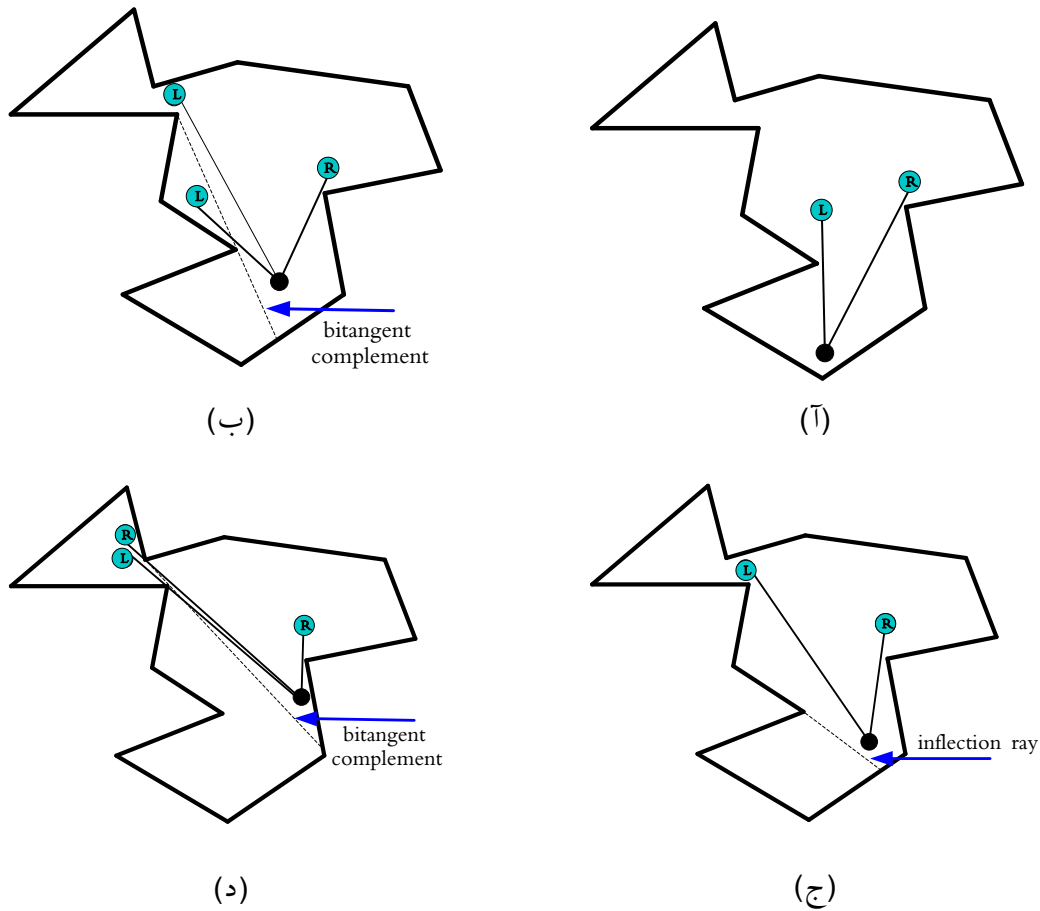 L
R
L
bitangent
complement
(ب)
R
L
(آ)
R
L
R
bitangent
complement
(د)
L
R
inflection ray
(ج)